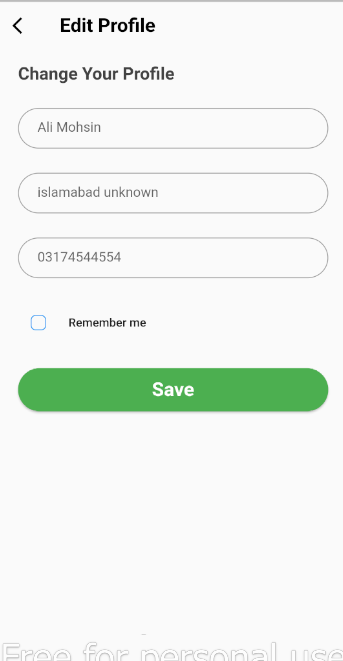 Edit Profile
Change Your Profile
Ali Mohsin
islamabad unknown
03174544554
Remember me
Save
Free for personal use